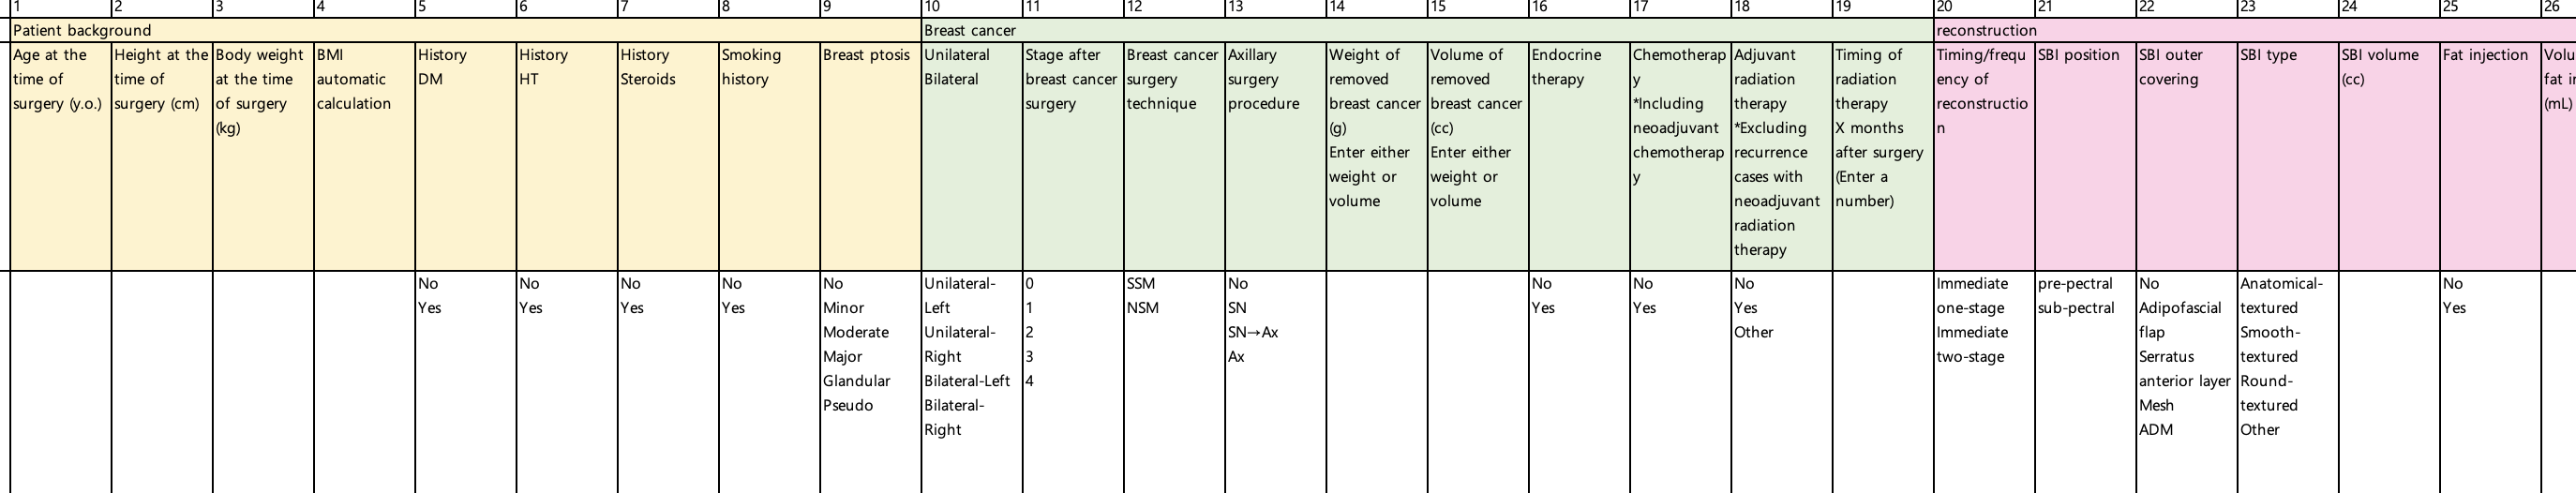 1 2 3 4 5 6 7 8 9 10 11 12 13 14 15 16 17 18 19 20 21 22 23 24 25 26
Patient background
Breast cancer
reconstruction
Age at the
time of
surgery (y.o.)
Height at the
time of
surgery (cm)
Body weight
at the time
of surgery
(kg)
BMI
automatic
calculation
History
DM
History
HT
History
Steroids
Smoking
history
Breast ptosis
Unilateral
Bilateral
Stage after
breast cancer
surgery
Breast cancer
surgery
technique
Axillary
surgery
procedure
Weight of
removed
breast cancer
(g)
Enter either
weight or
volume
Volume of
removed
breast cancer
(cc)
Enter either
weight or
volume
Endocrine
therapy
Chemotherap
y
*Including
neoadjuvant
chemotherap
y
Adjuvant
radiation
therapy
*Excluding
recurrence
cases with
neoadjuvant
radiation
therapy
Timing of
radiation
therapy
X months
after surgery
(Enter a
number)
Timing/frequ
ency of
reconstructio
n
SBI position
SBI outer
covering
SBI type
SBI volume
(cc)
Fat injection
Volu
fat i
(mL)
No
Yes
No
Yes
No
Yes
No
Yes
No
Minor
Moderate
Major
Glandular
Pseudo
Unilateral-
Left
Unilateral-
Right
Bilateral-Left
Bilateral-
Right
0
1
2
3
4
SSM
NSM
No
SN
SN→Ax
Ax
No
Yes
No
Yes
No
Yes
Other
Immediate
one-stage
Immediate
two-stage
pre-pectral
sub-pectral
No
Adipofascial
flap
Serratus
anterior layer
Mesh
ADM
Anatomical-
textured
Smooth-
textured
Round-
textured
Other
No
Yes